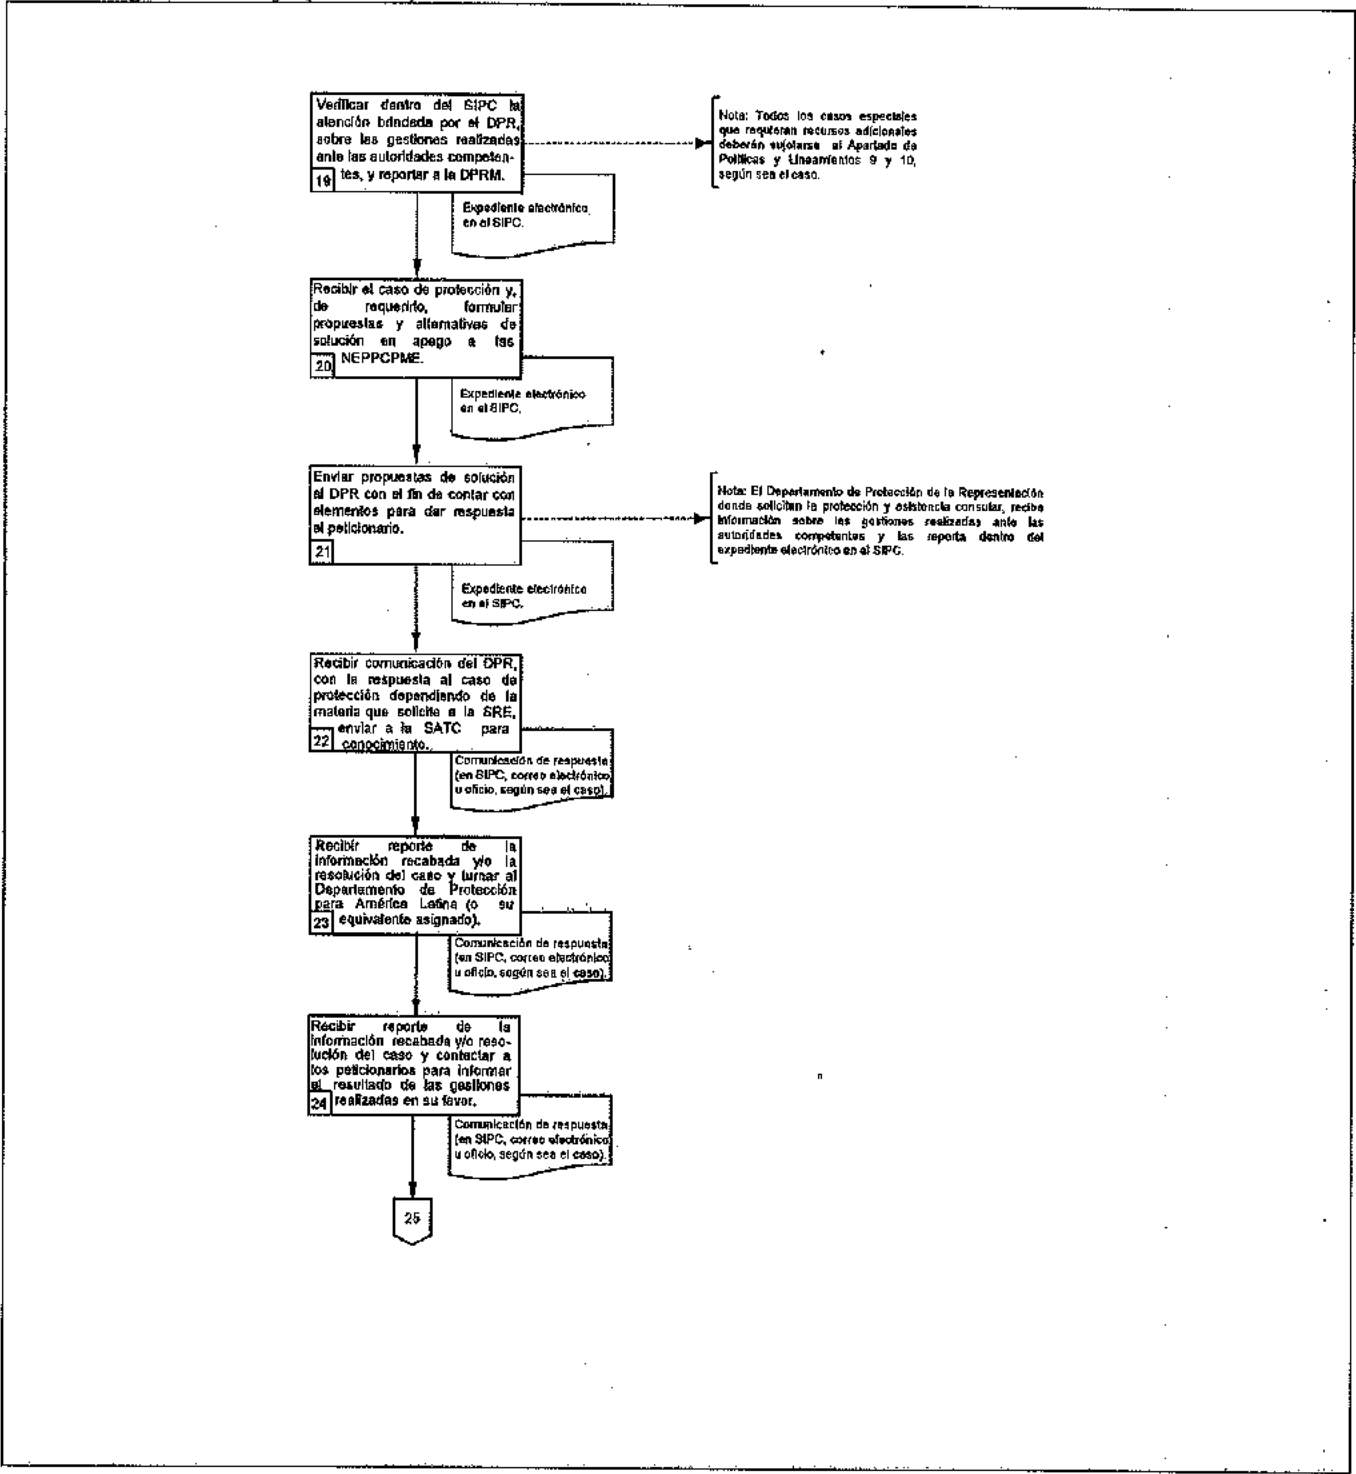 Verificar dentro del SIPC la
atención brindada por el DPR,
sobre las gestiones realizadas
ante las autoridades competen-
19 tes, y reportar a la DPRM.
Nota: Todos los casos especiales
que requieran recursos adicionales
deberán sujetarse al Apartado de
Políticas y Lineamientos 9 y 10,
según sea el caso.
Expediente electrónico
en el SIPC.
Recibir el caso de protección y,
de requerirlo, formular
propuestas y alternativas de
solución en apego a las
20 NEPPCPME.
Expediente electrónico
en el SIPC.
Enviar propuestas de solución
al DPR con el fin de contar con
elementos para dar respuesta
al peticionario.
21
Nota: El Departamento de Protección de la Representación
donde solicitan la protección y asistencia consular, recibe
información sobre las gestiones realizadas ante las
autoridades competentes y las reporta dentro del
expediente electrónico en el SIPC.
Expediente electrónico
en el SIPC.
Recibir comunicación del DPR,
con la respuesta al caso de
protección dependiendo de la
materia que solicite a la SRE,
enviar a la SATC para
22 conocimiento.
Comunicación de respuesta
(en SIPC, correo electrónico
u oficio, según sea el caso).
Recibir reporte de la
información recabada y/o la
resolución del caso y turnar al
Departamento de Protección
para América Latina (o su
23 equivalente asignado).
Comunicación de respuesta
(en SIPC, correo electrónico
u oficio, según sea el caso).
Recibir reporte de la
información recabada y/o reso-
lución del caso y contactar a
los peticionarios para informar
el resultado de las gestiones
24 realizadas en su favor.
Comunicación de respuesta
(en SIPC, correo electrónico
u oficio, según sea el caso).
25